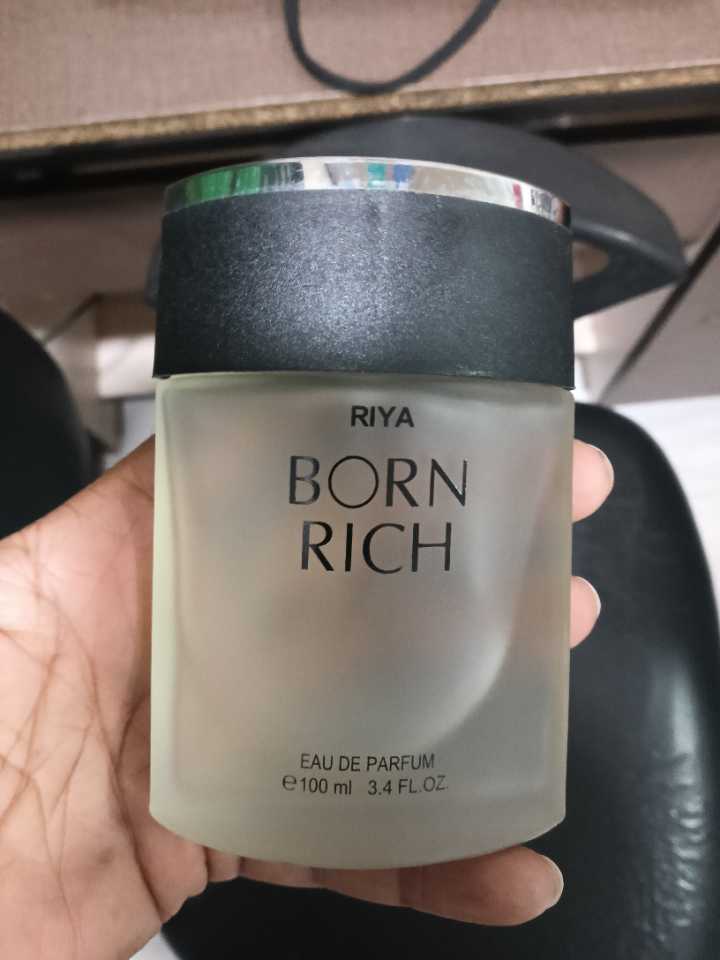 RIYA
BORN
RICH
EAU DE PARFUM
℮100 ml 3.4 FL.OZ.